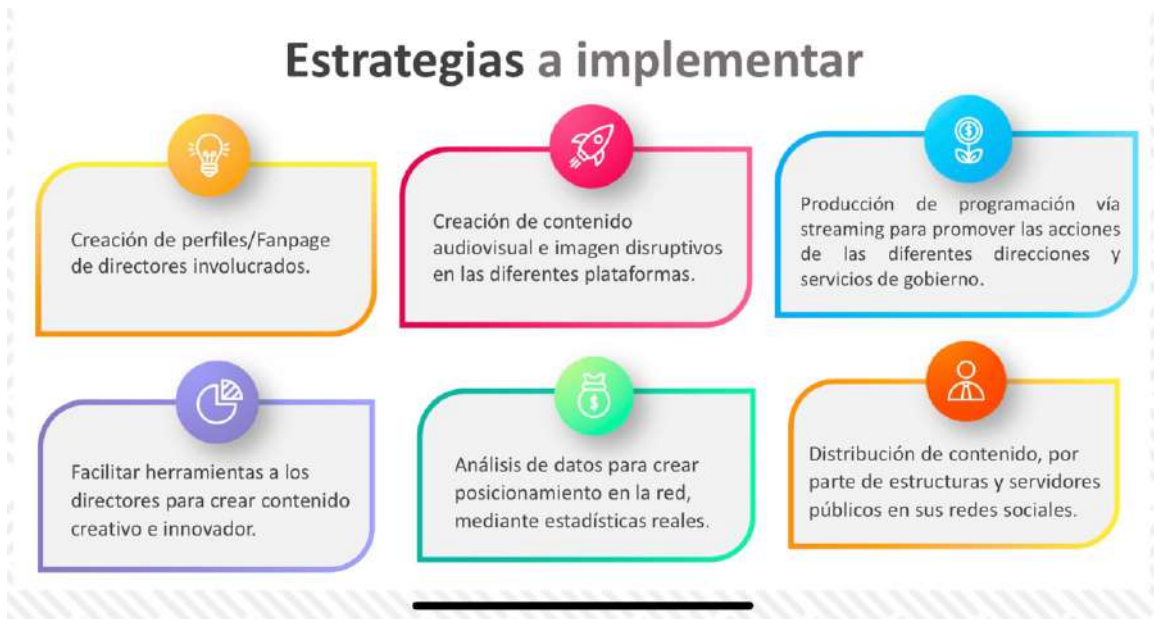 Estrategias a implementar
Creación de perfiles/Fanpage
de directores involucrados.
Creación de contenido
audiovisual e imagen disruptivos
en las diferentes plataformas.
Producción de programación vía
streaming para promover las acciones
de las diferentes direcciones y
servicios de gobierno.
Facilitar herramientas a los
directores para crear contenido
creativo e innovador.
Análisis de datos para crear
posicionamiento en la red,
mediante estadísticas reales.
Distribución de contenido, por
parte de estructuras y servidores
públicos en sus redes sociales.